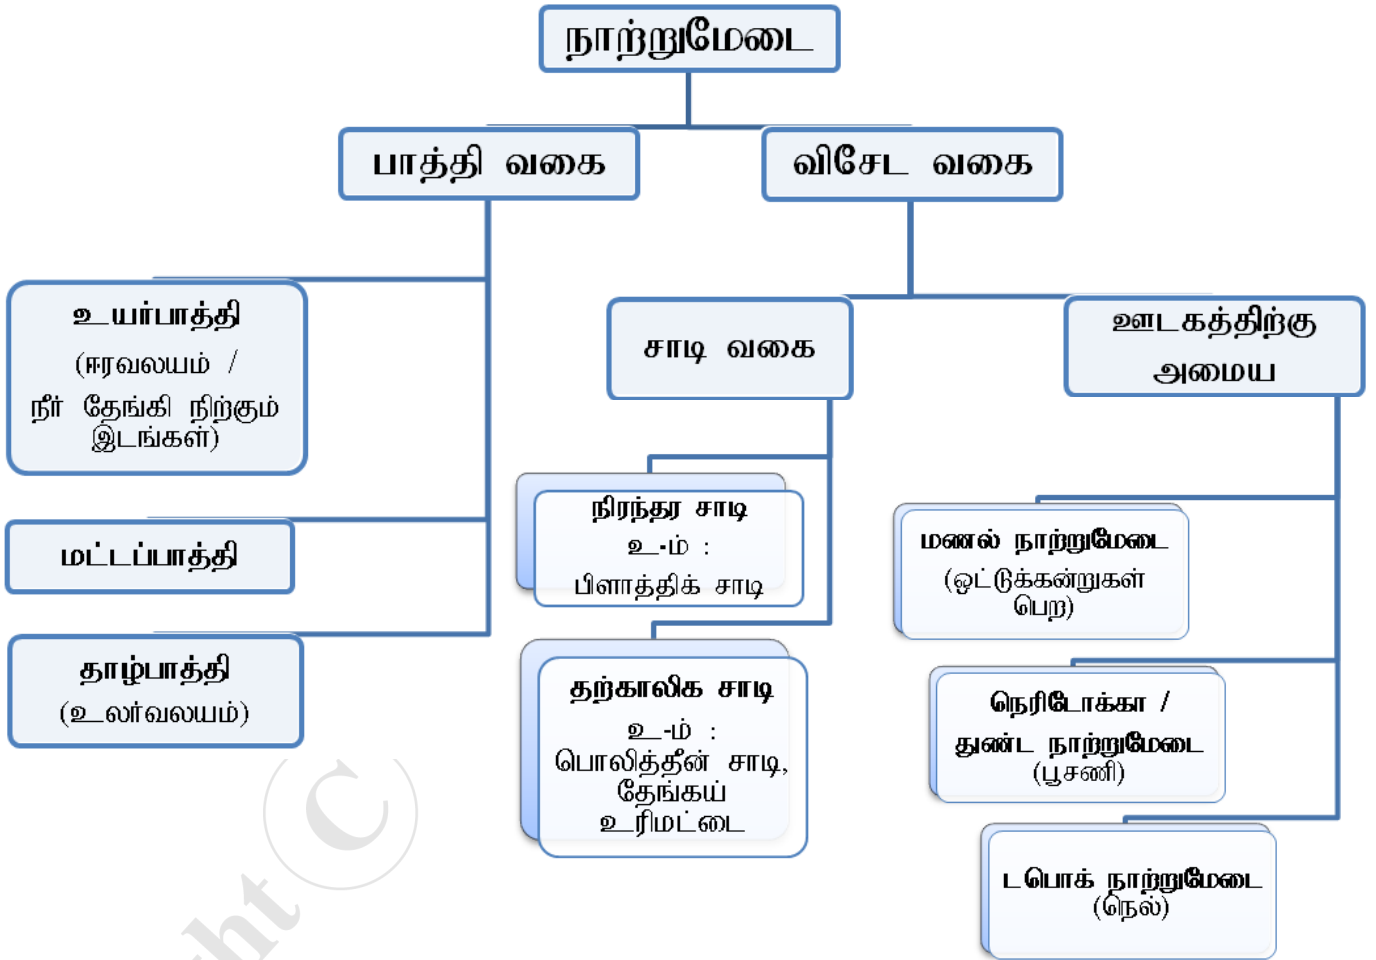 நாற்றுமேடை
பாத்தி வகை
விசேட வகை
உயர்பாத்தி
(ஈரவலயம் /
நீர் தேங்கி நிற்கும்
இடங்கள்)
மட்டப்பாத்தி
தாழ்பாத்தி
(உலர்வலயம்)
சாடி வகை
நிரந்தர சாடி
உ-ம் :
பிளாத்திக் சாடி
தற்காலிக சாடி
உ-ம் :
பொலித்தீன் சாடி,
தேங்கய்
உரிமட்டை
ஊடகத்திற்கு
அமைய
மணல் நாற்றுமேடை
(ஒட்டுக்கன்றுகள்
பெற)
நெரிடோக்கா /
துண்ட நாற்றுமேடை
(பூசணி)
டபொக் நாற்றுமேடை
(நெல்)
ght C